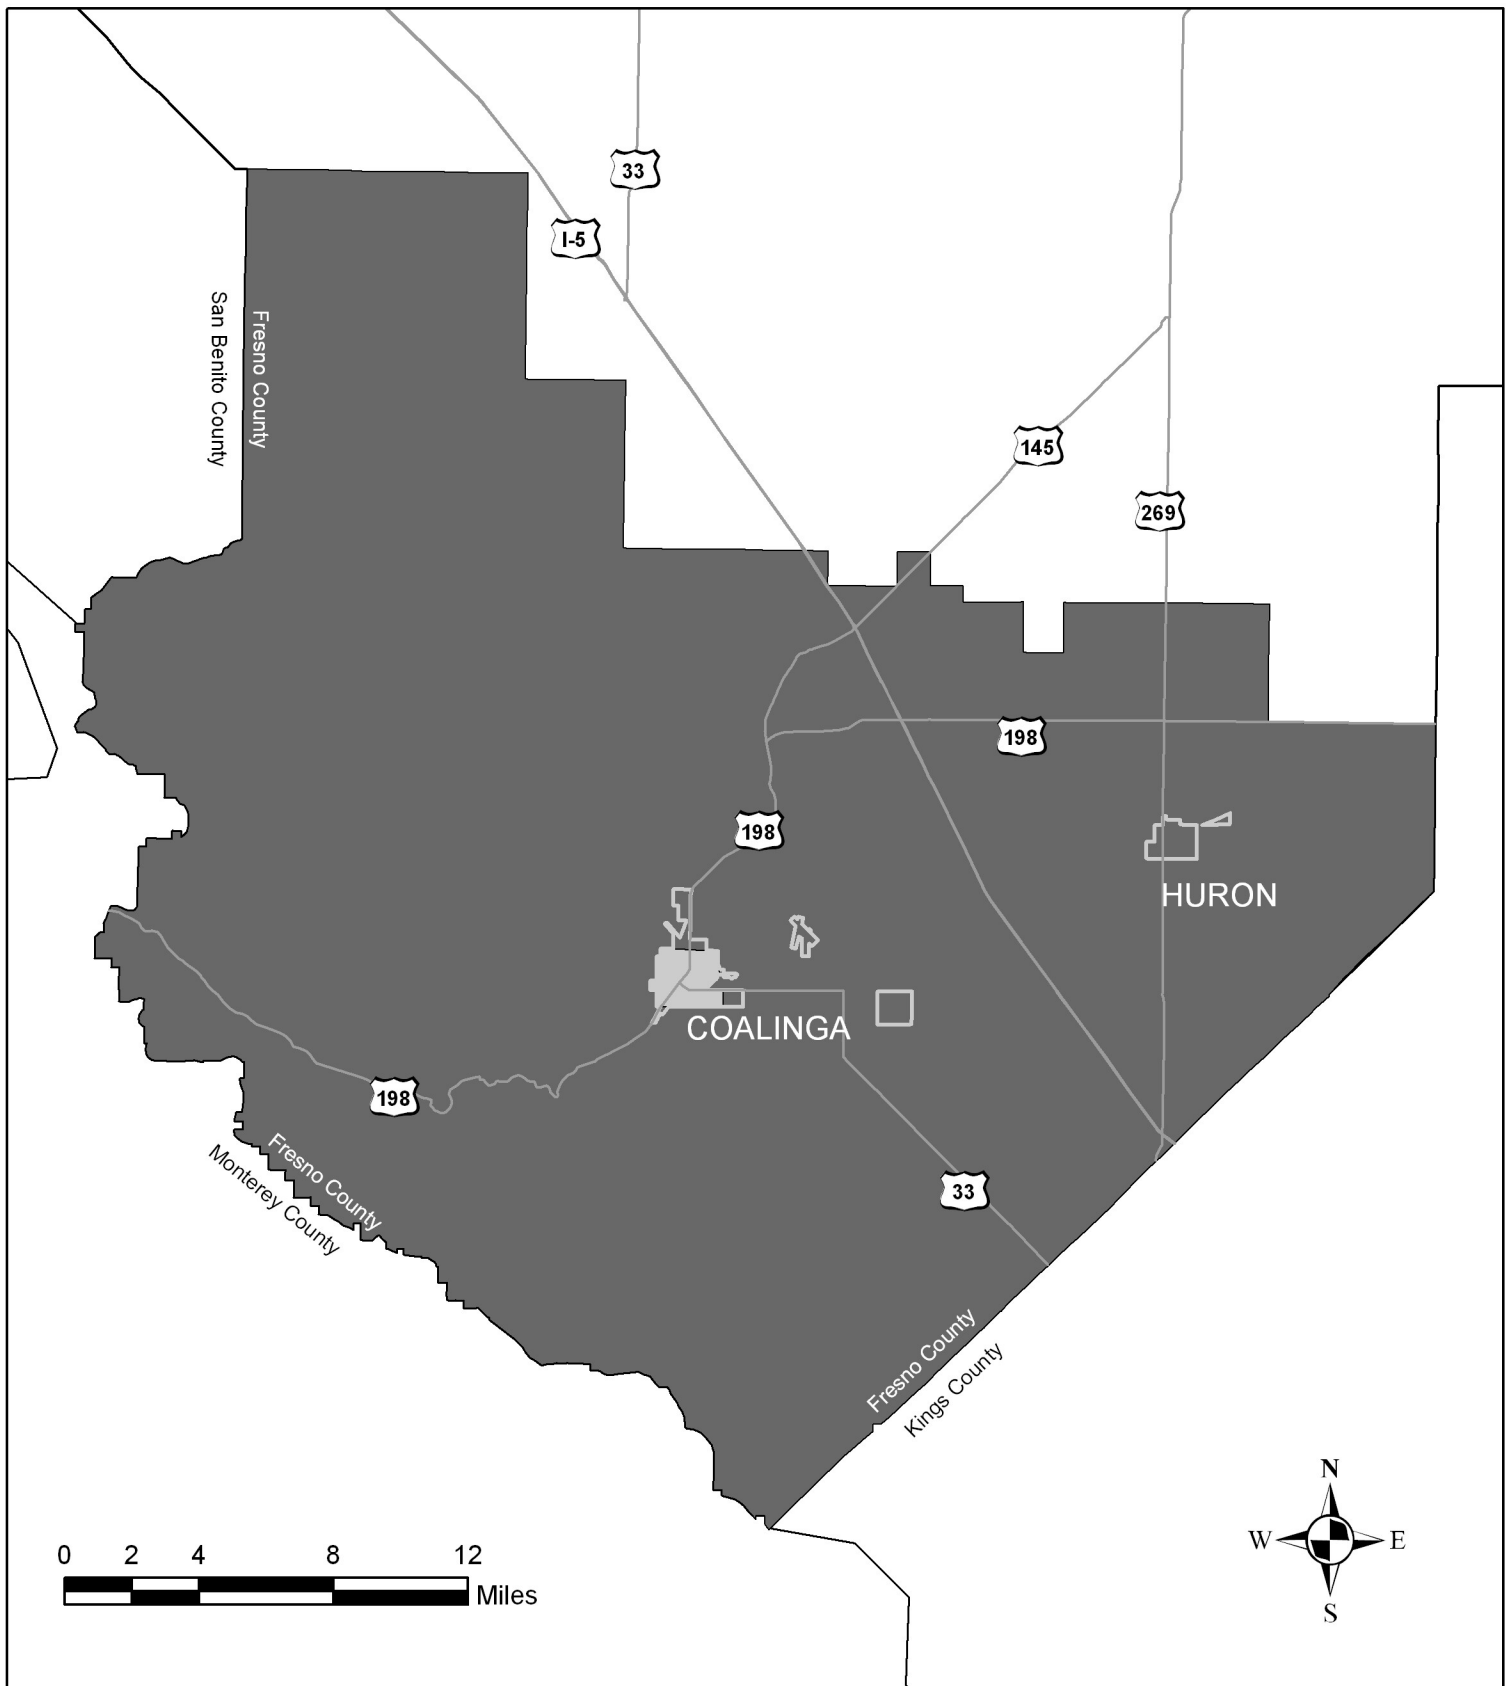 33
I-5
San Benito County
Fresno County
145
269
198
198
HURON
COALINGA
198
Fresno County
Monterey County
33
Fresno County
Kings County
N
W
E
S
0 2 4 8 12
Miles